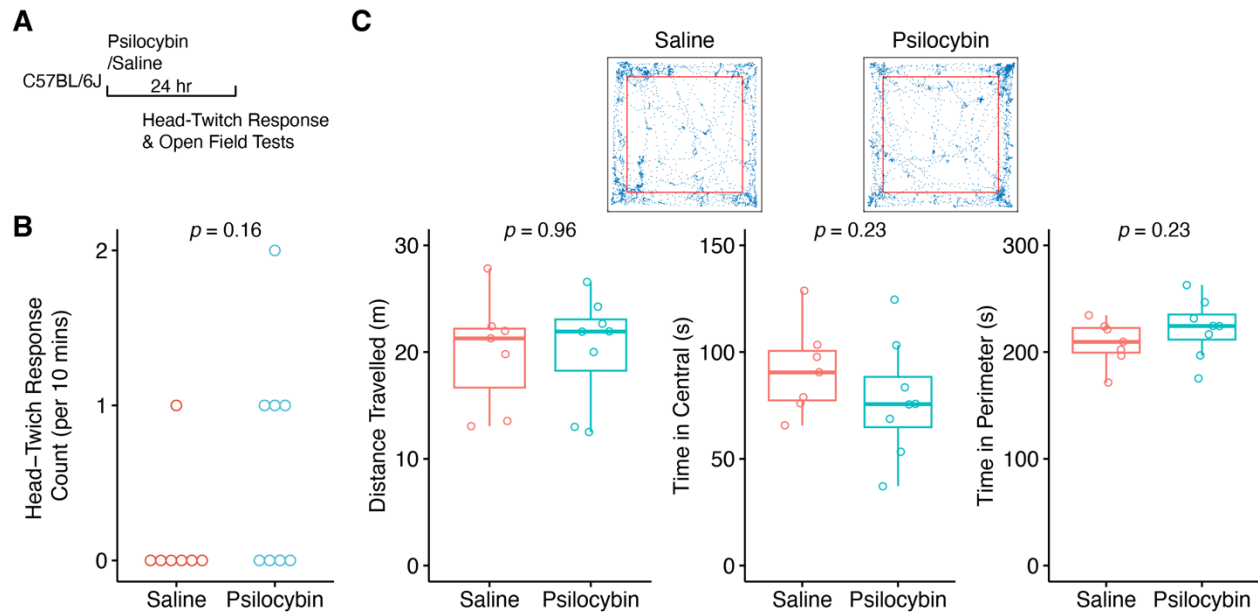 A
Psilocybin
/Saline
C57BL/6J
24 hr
Head-Twitch Response
& Open Field Tests
C
Saline
Psilocybin
B
p = 0.16
Head-Twich Response
Count (per 10 mins)
2
1
0
Saline
Psilocybin
p = 0.96
Distance Travelled (m)
30
20
10
0
Saline
Psilocybin
p = 0.23
Time in Central (s)
150
100
50
0
Saline
Psilocybin
p = 0.23
Time in Perimeter (s)
300
200
100
0
Saline
Psilocybin